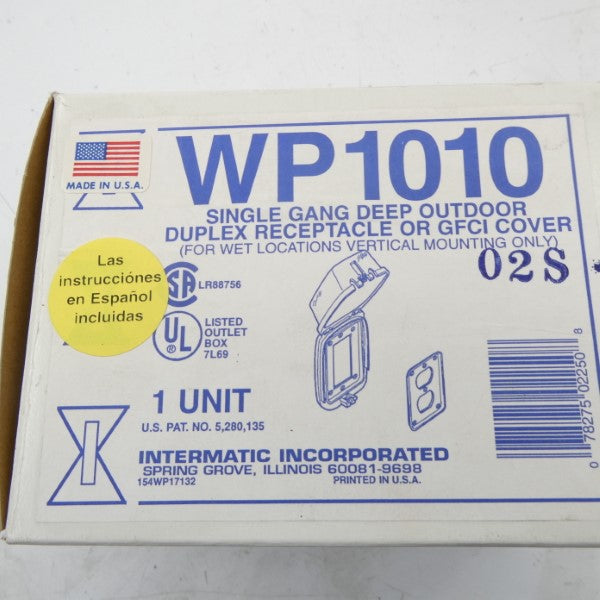 WP1010
MADE IN U.S.A.
SINGLE GANG DEEP OUTDOOR
DUPLEX RECEPTACLE OR GFCI COVER
(FOR WET LOCATIONS VERTICAL MOUNTING ONLY)
02S
Las
instrucciónes
en Español
incluidas
SA LR88756
UL
LISTED
OUTLET
BOX
7L69
1 UNIT
U.S. PAT. NO. 5,280,135
INTERMATIC INCORPORATED
SPRING GROVE, ILLINOIS 60081-9698
154WP17132 PRINTED IN U.S.A.
0 78275 02250 8